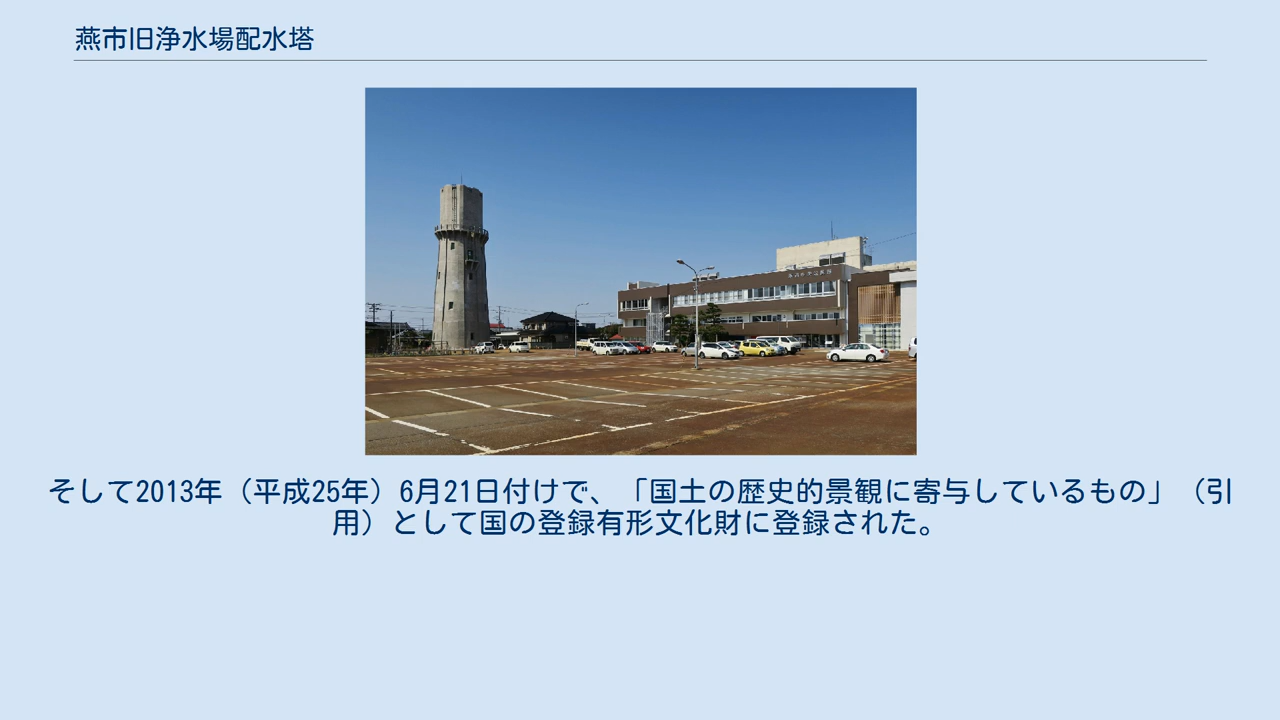 燕市旧浄水場配水塔
そして2013年（平成25年）6月21日付けで、「国土の歴史的景観に寄与しているもの」（引
用）として国の登録有形文化財に登録された。